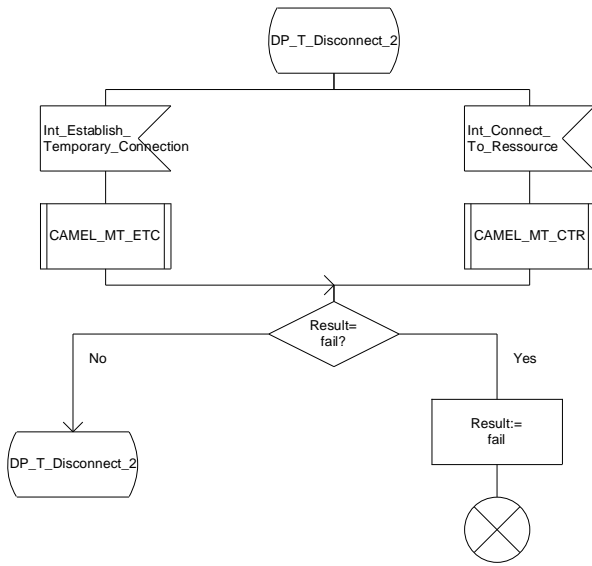 DP_T_Disconnect_2
Int_Establish_
Temporary_Connection
Int_Connect_
To_Ressource
CAMEL_MT_ETC
CAMEL_MT_CTR
Result=
fail?
No
Yes
Result:=
fail
DP_T_Disconnect_2